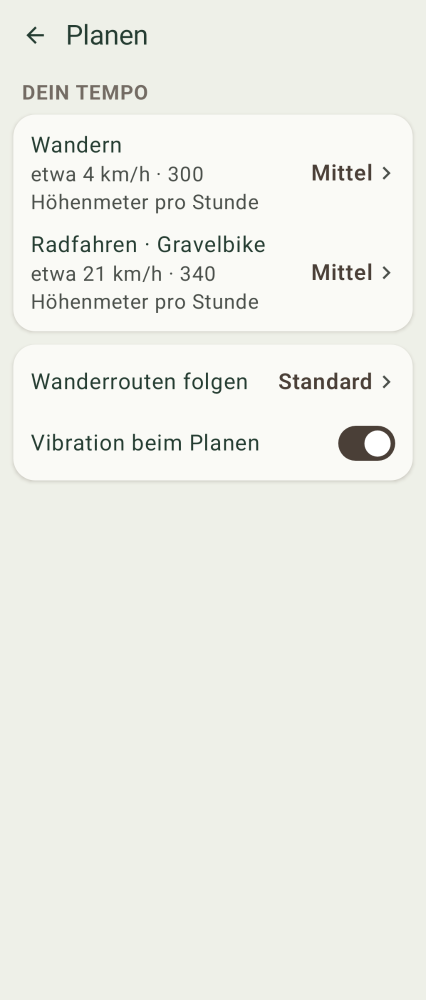 Planen
DEIN TEMPO
Wandern
etwa 4 km/h · 300
Höhenmeter pro Stunde
Mittel
Radfahren · Gravelbike
etwa 21 km/h · 340
Höhenmeter pro Stunde
Mittel
Wanderrouten folgen
Standard
Vibration beim Planen